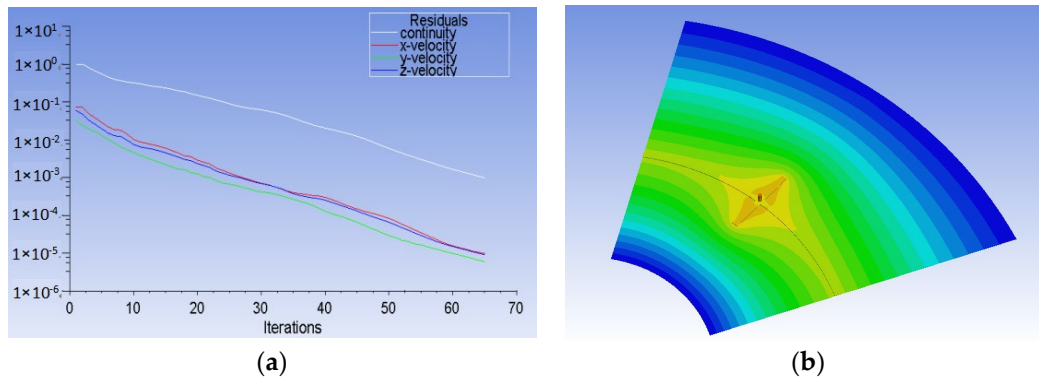 Residuals
continuity
x-velocity
y-velocity
z-velocity
1×10¹
1×10⁰
1×10⁻¹
1×10⁻²
1×10⁻³
1×10⁻⁴
1×10⁻⁵
1×10⁻⁶
0 10 20 30 40 50 60 70
Iterations
(a)
(b)